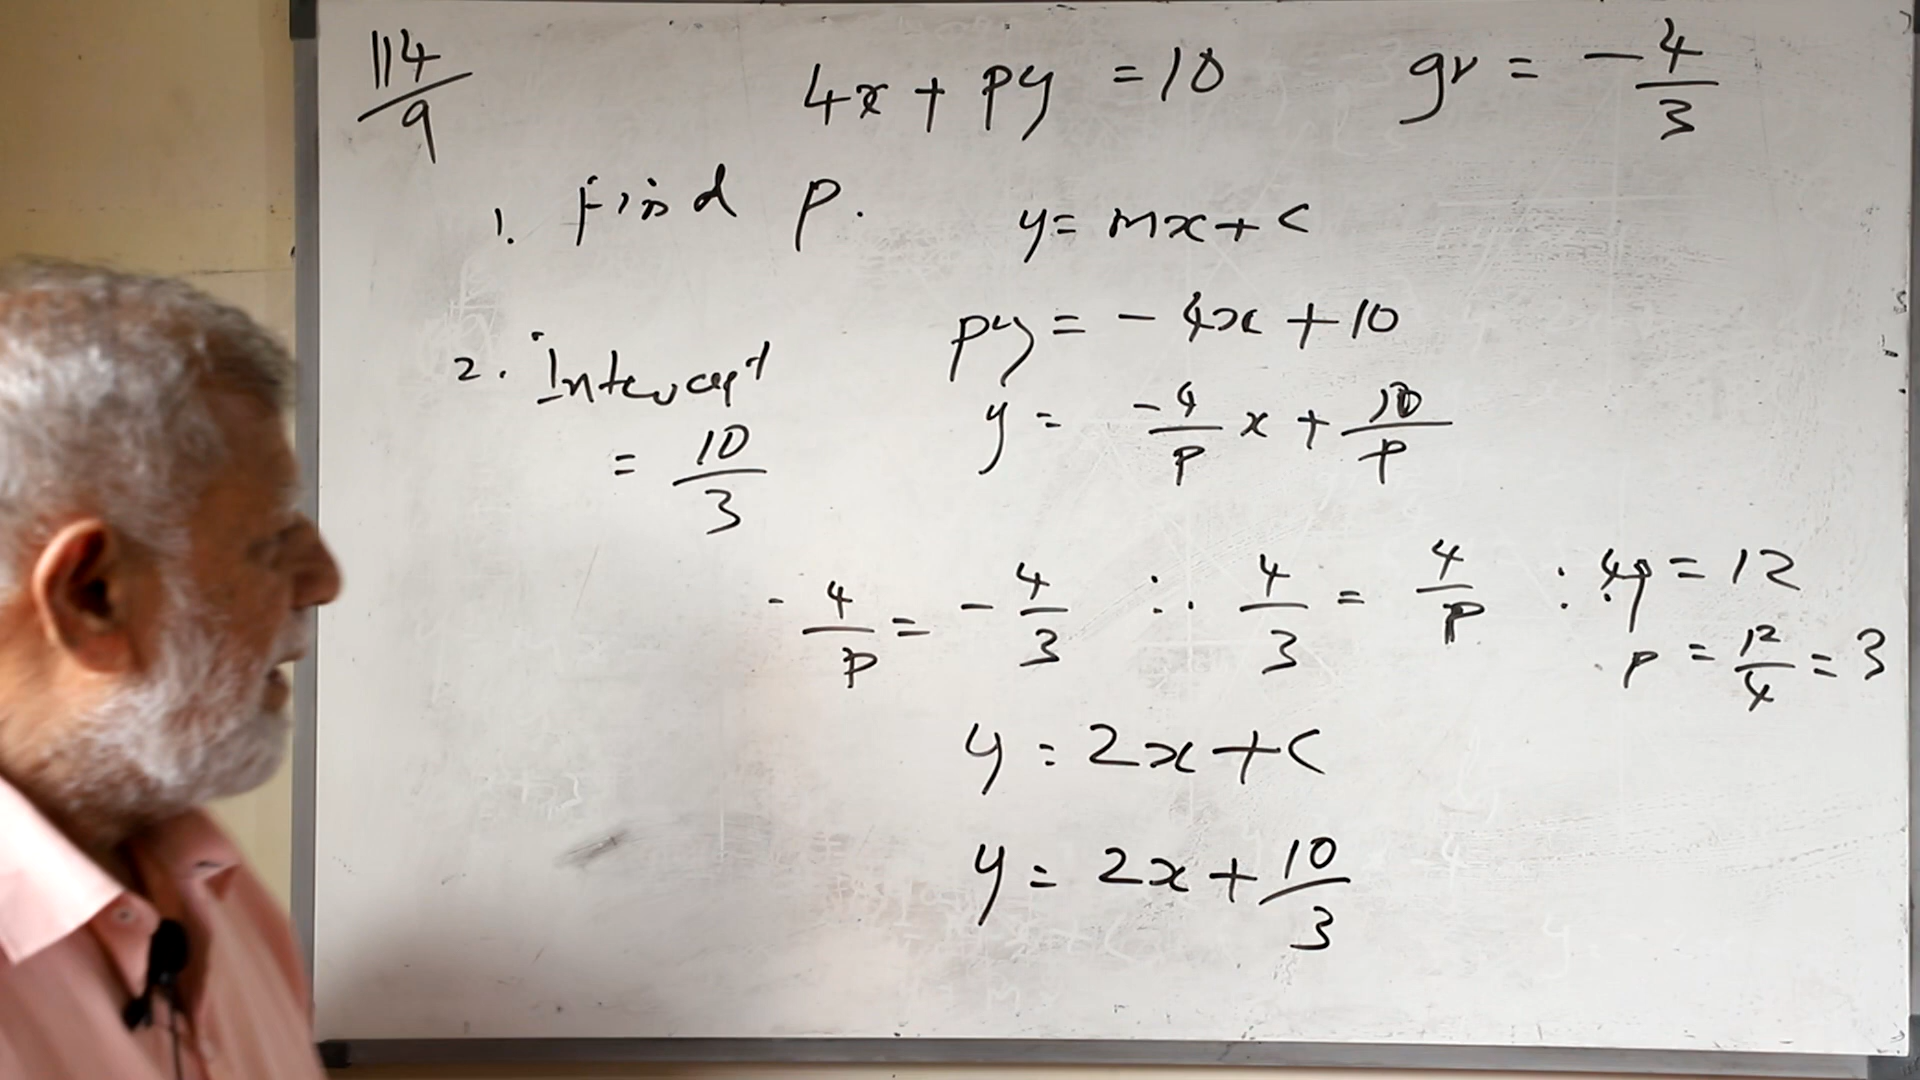 114/9
4x + py = 10
gr = -4/3
1. Find p.
y = mx + c
py = -4x + 10
2. Intercept = 10/3
y = -4/p x + 10/p
-4/p = -4/3 ∴ 4/3 = 4/p ∴ 4p = 12
p = 12/4 = 3
y = 2x + c
y = 2x + 10/3